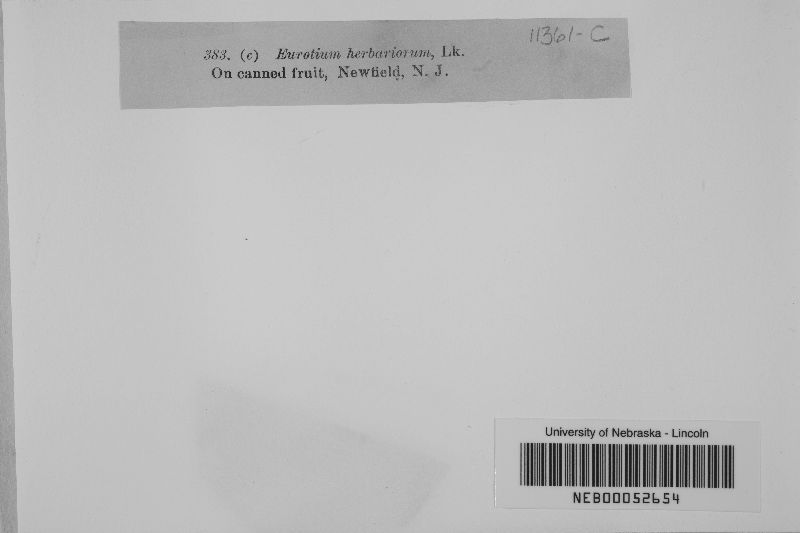 11361-C
383. (c) Eurotium herbariorum, Lk.
On canned fruit, Newfield, N. J.
University of Nebraska - Lincoln
NEB00052654